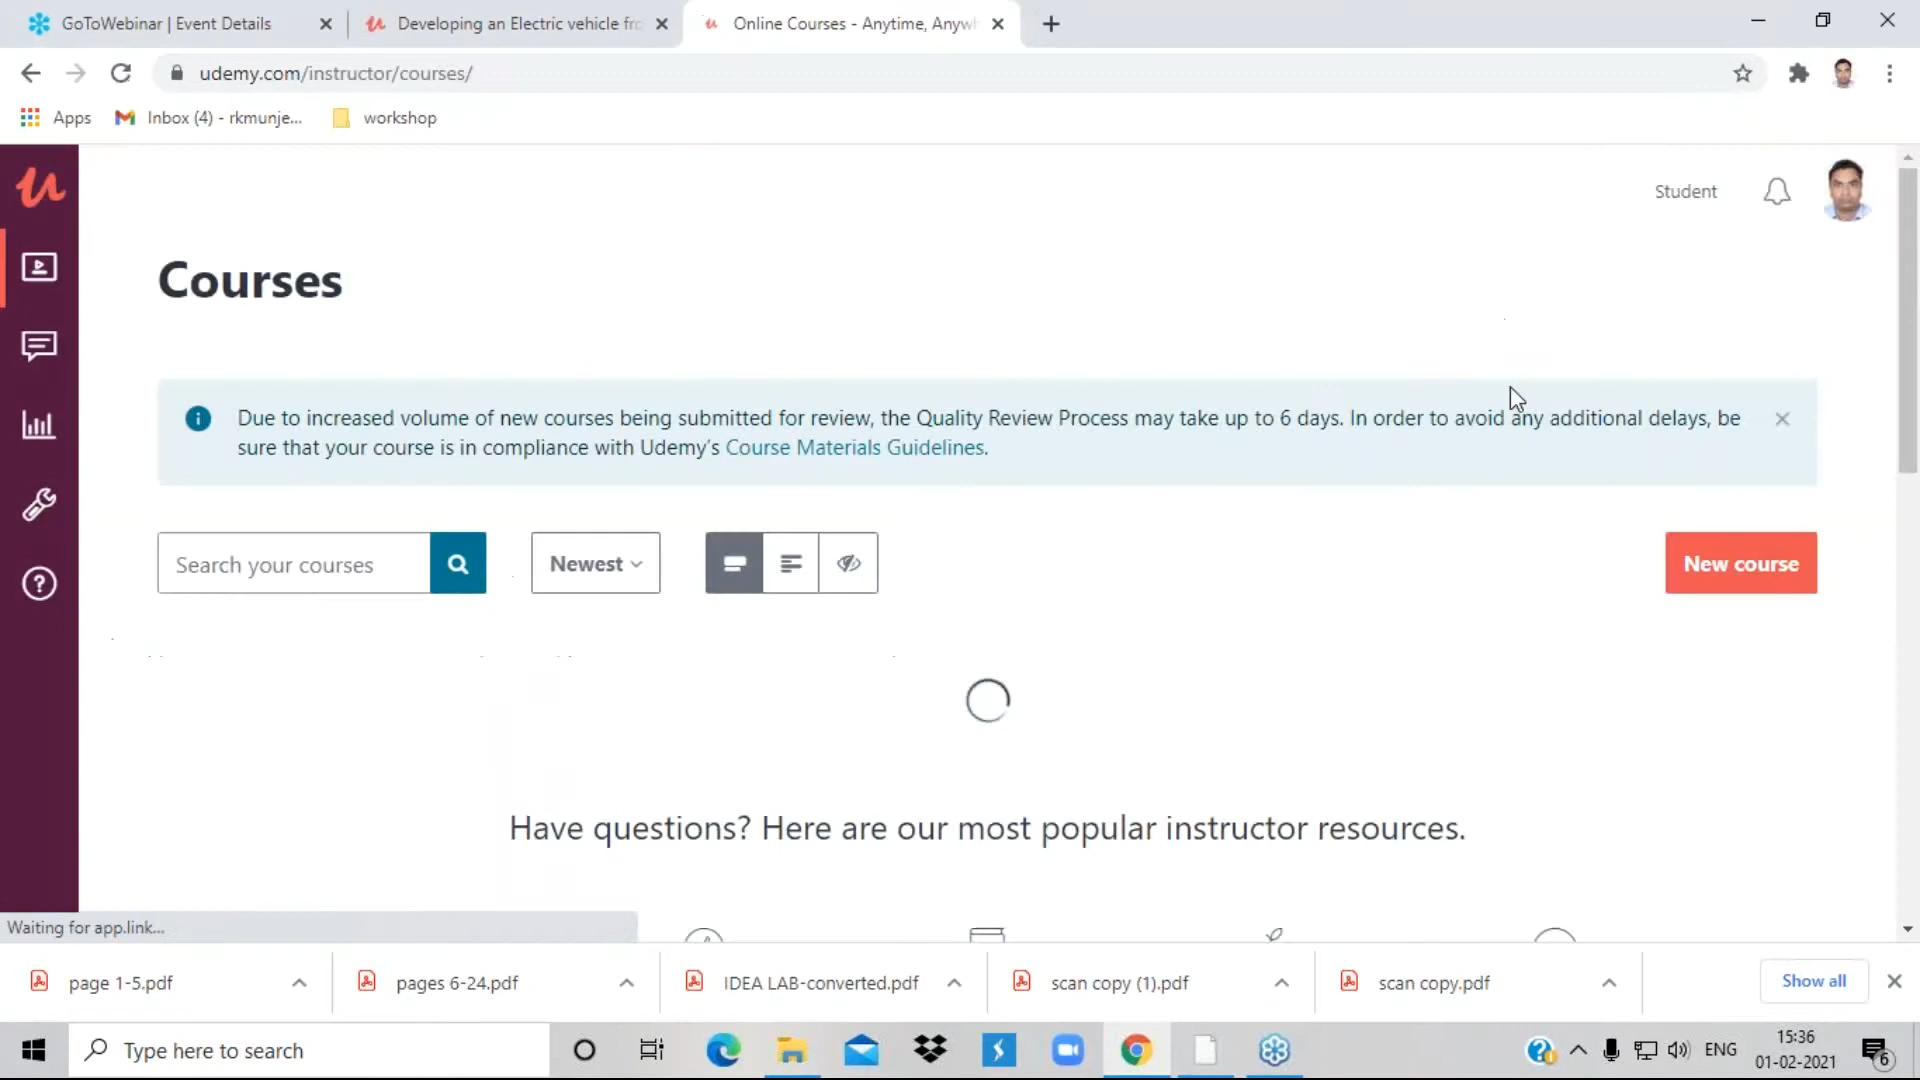 GoToWebinar | Event Details
Developing an Electric vehicle fro
Online Courses - Anytime, Anywh
udemy.com/instructor/courses/
Apps
Inbox (4) - rkmunje...
workshop
Student
Courses
Due to increased volume of new courses being submitted for review, the Quality Review Process may take up to 6 days. In order to avoid any additional delays, be
sure that your course is in compliance with Udemy's Course Materials Guidelines.
Search your courses
Newest
New course
Have questions? Here are our most popular instructor resources.
Waiting for app.link...
page 1-5.pdf
pages 6-24.pdf
IDEA LAB-converted.pdf
scan copy (1).pdf
scan copy.pdf
Show all
Type here to search
ENG
15:36
01-02-2021
6